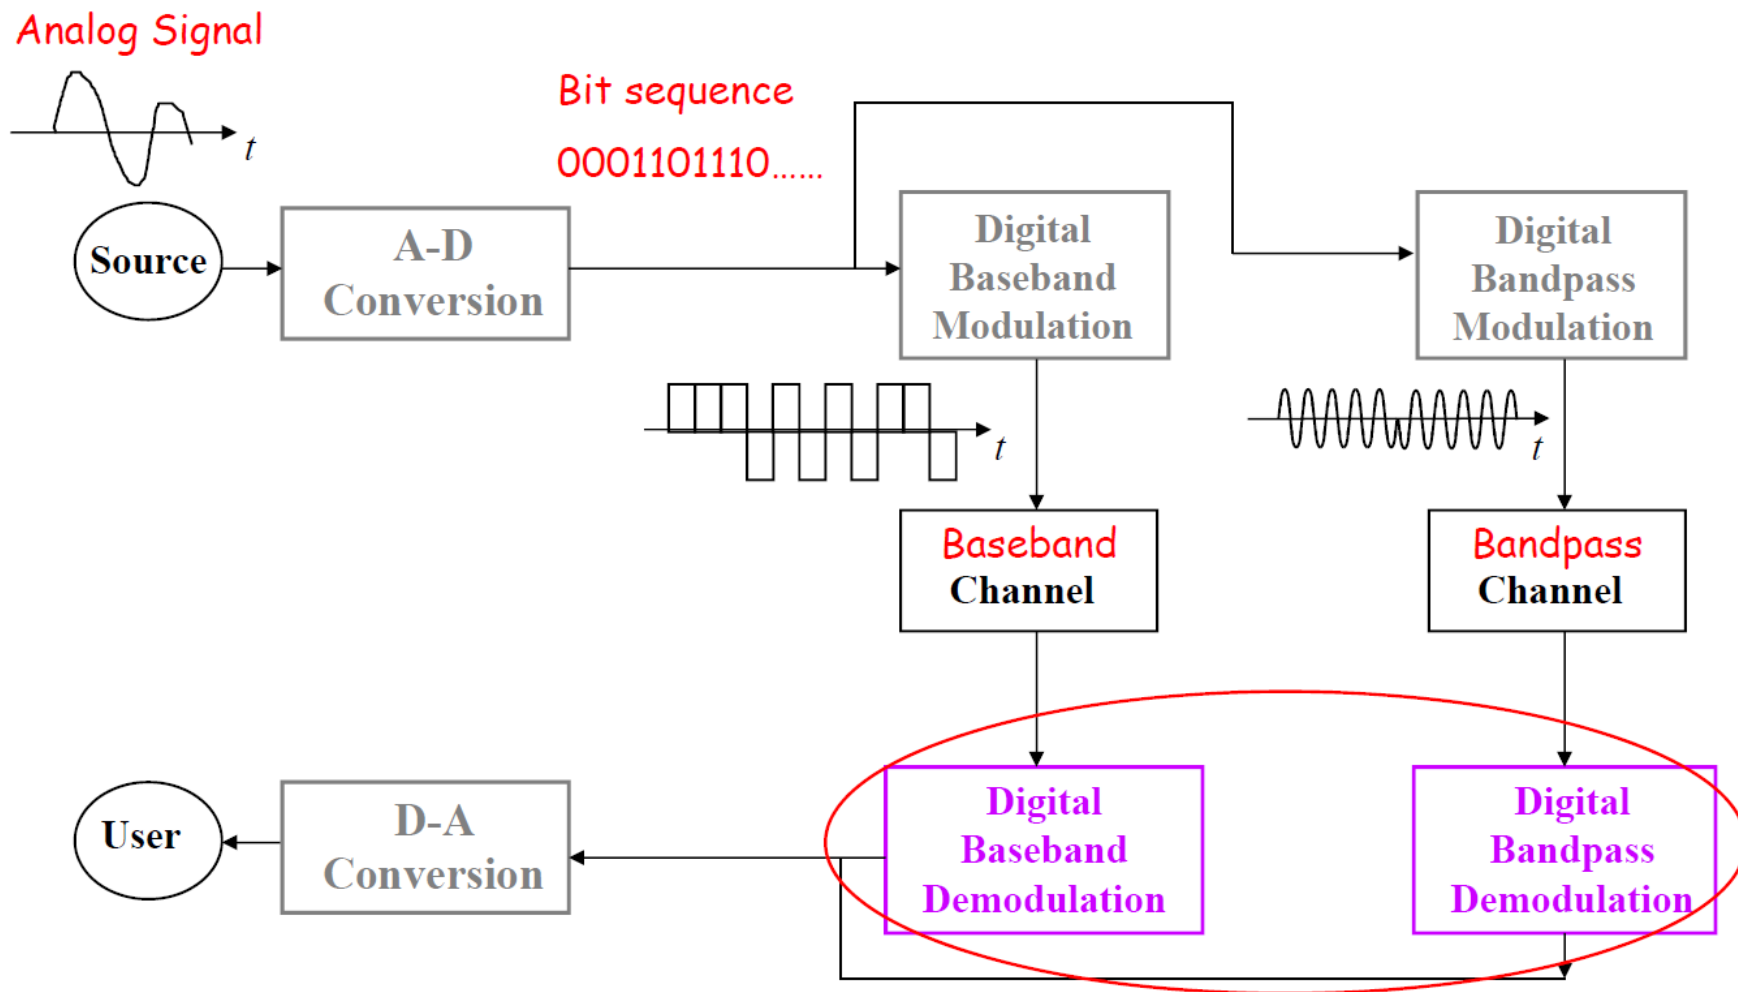 Analog Signal
t
Bit sequence
0001101110......
Source
A-D
Conversion
Digital
Baseband
Modulation
Digital
Bandpass
Modulation
t
t
Baseband
Channel
Bandpass
Channel
User
D-A
Conversion
Digital
Baseband
Demodulation
Digital
Bandpass
Demodulation